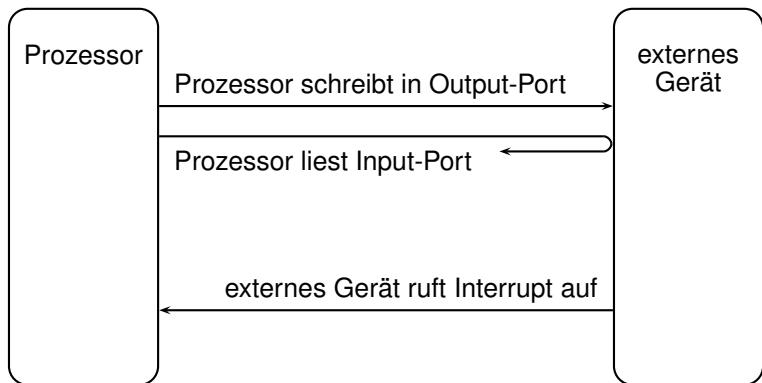 Prozessor
externes
Gerät
Prozessor schreibt in Output-Port
Prozessor liest Input-Port
externes Gerät ruft Interrupt auf